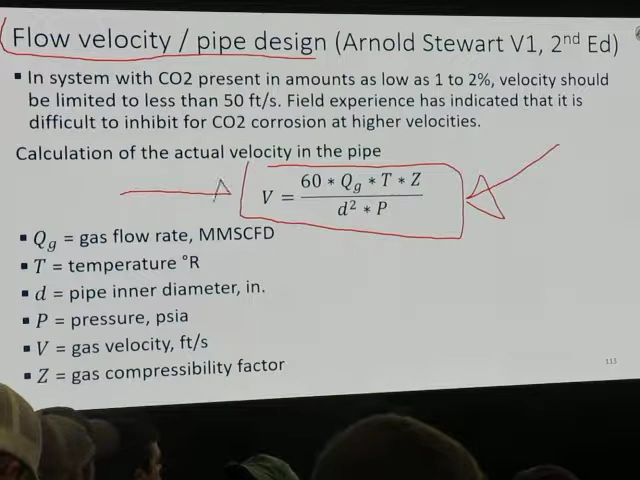 Flow velocity / pipe design (Arnold Stewart V1, 2nd Ed)
▪ In system with CO2 present in amounts as low as 1 to 2%, velocity should
be limited to less than 50 ft/s. Field experience has indicated that it is
difficult to inhibit for CO2 corrosion at higher velocities.
Calculation of the actual velocity in the pipe
V = 60 * Qg * T * Z / d² * P
▪ Qg = gas flow rate, MMSCFD
▪ T = temperature °R
▪ d = pipe inner diameter, in.
▪ P = pressure, psia
▪ V = gas velocity, ft/s
▪ Z = gas compressibility factor
113